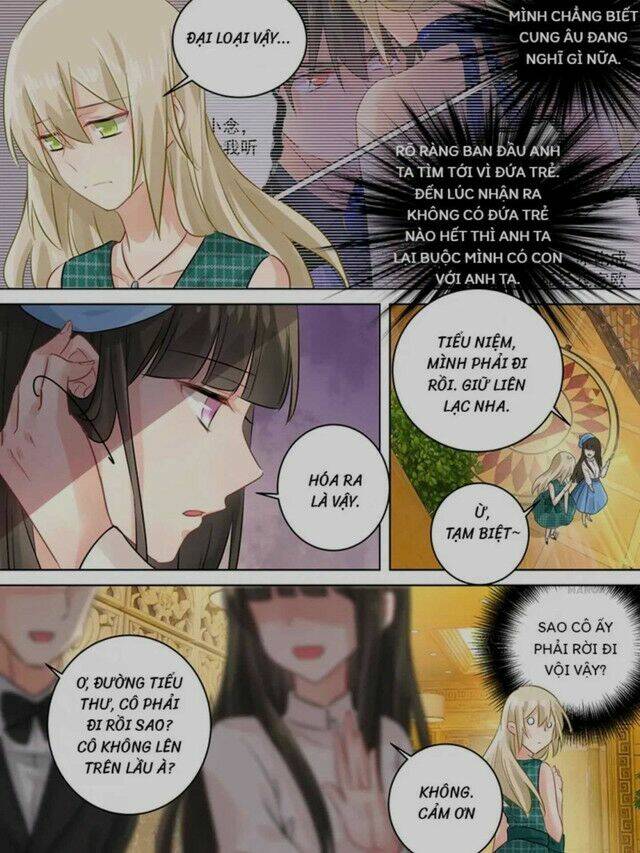 MÌNH CHẲNG BIẾT
CUNG ÂU ĐANG
NGHĨ GÌ NỮA.
ĐẠI LOẠI VẬY...
小念,
我听
RÕ RÀNG BAN ĐẦU ANH
TA TÌM TỚI VÌ ĐỨA TRẺ.
ĐẾN LÚC NHẬN RA
KHÔNG CÓ ĐỨA TRẺ
NÀO HẾT THÌ ANH TA
LẠI BUỘC MÌNH CÓ CON
VỚI ANH TA.
TIỂU NIỆM,
MÌNH PHẢI ĐI
RỒI. GIỮ LIÊN
LẠC NHA.
HÓA RA
LÀ VẬY.
Ừ,
TẠM BIỆT~
SAO CÔ ẤY
PHẢI RỜI ĐI
VỘI VẬY?
Ơ, ĐƯỜNG TIỂU
THƯ, CÔ PHẢI
ĐI RỒI SAO?
CÔ KHÔNG LÊN
TRÊN LẦU À?
KHÔNG.
CẢM ƠN